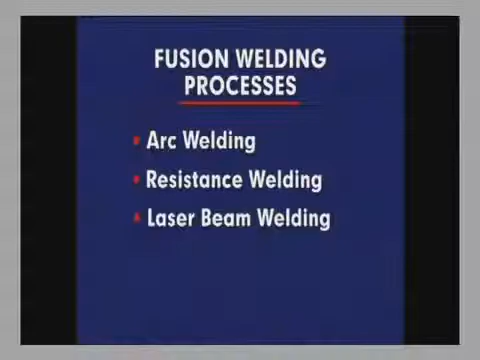 FUSION WELDING
PROCESSES
• Arc Welding
• Resistance Welding
• Laser Beam Welding